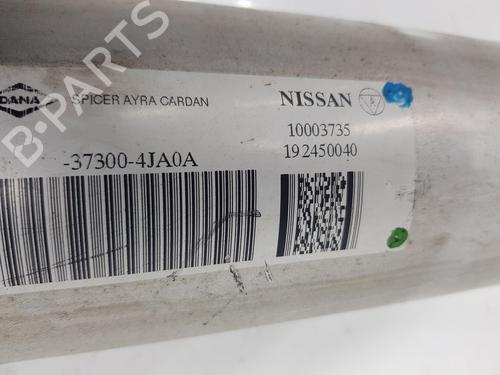 B-PARTS
DANA SPICER AYRA CARDAN NISSAN
10003735
-37300-4JA0A 192450040